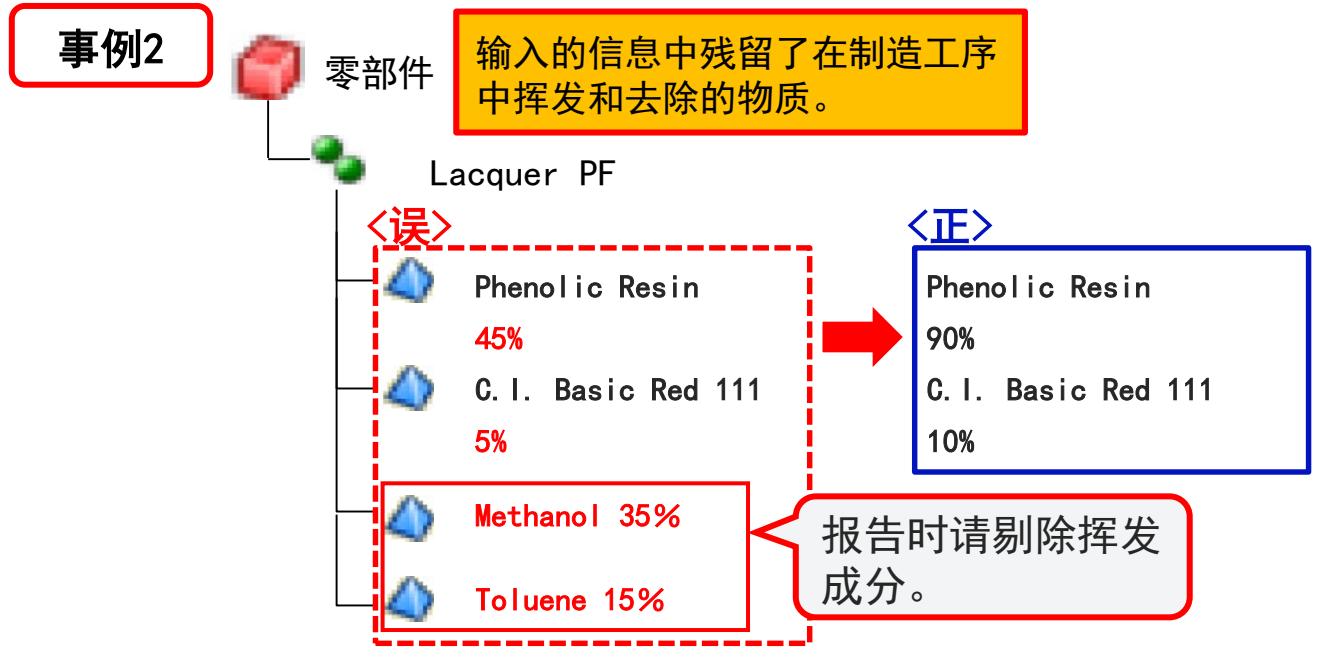 事例2
零部件
输入的信息中残留了在制造工序
中挥发和去除的物质。
Lacquer PF
<误>
Phenolic Resin
45%
C.I. Basic Red 111
5%
Methanol 35%
Toluene 15%
<正>
Phenolic Resin
90%
C.I. Basic Red 111
10%
报告时请剔除挥发
成分。